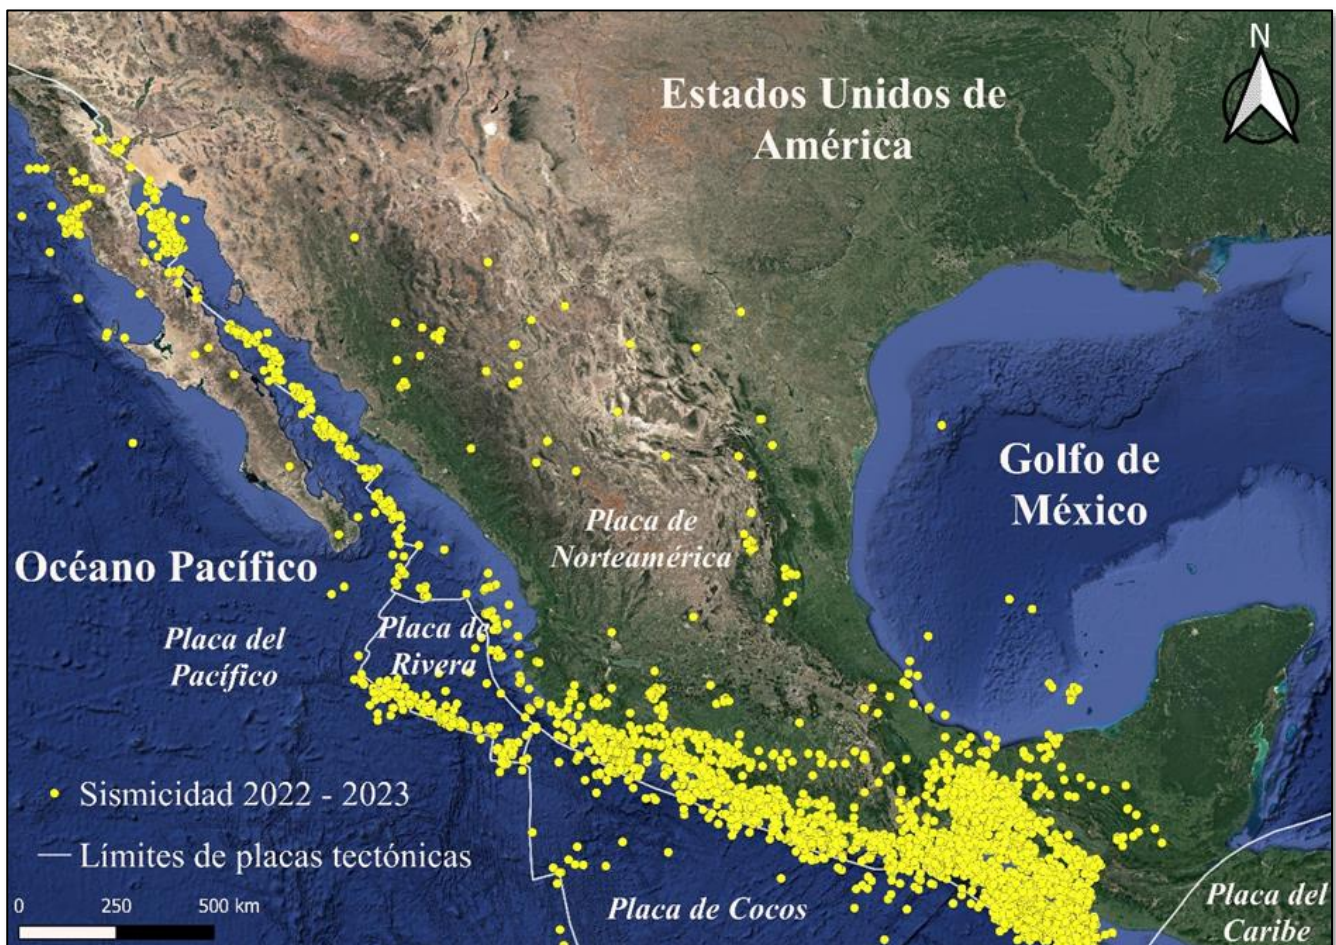 N
Estados Unidos de
América
Golfo de
México
Placa de
Norteamérica
Océano Pacífico
Placa del
Pacífico
Placa de
Rivera
Sismicidad 2022 - 2023
Límites de placas tectónicas
0 250 500 km
Placa de Cocos
Placa del
Caribe